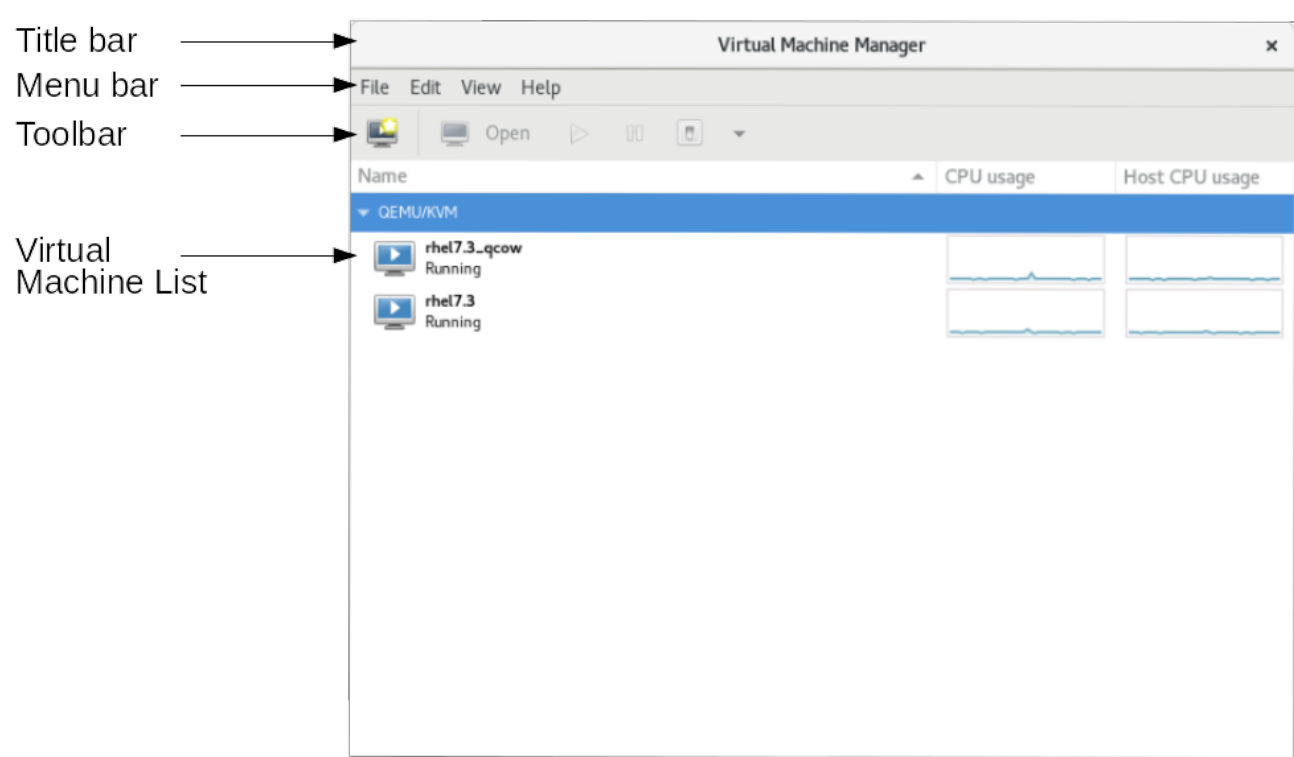 Title bar
Virtual Machine Manager
Menu bar
File Edit View Help
Toolbar
Open
Name CPU usage Host CPU usage
QEMU/KVM
Virtual
Machine List
rhel7.3_qcow
Running
rhel7.3
Running